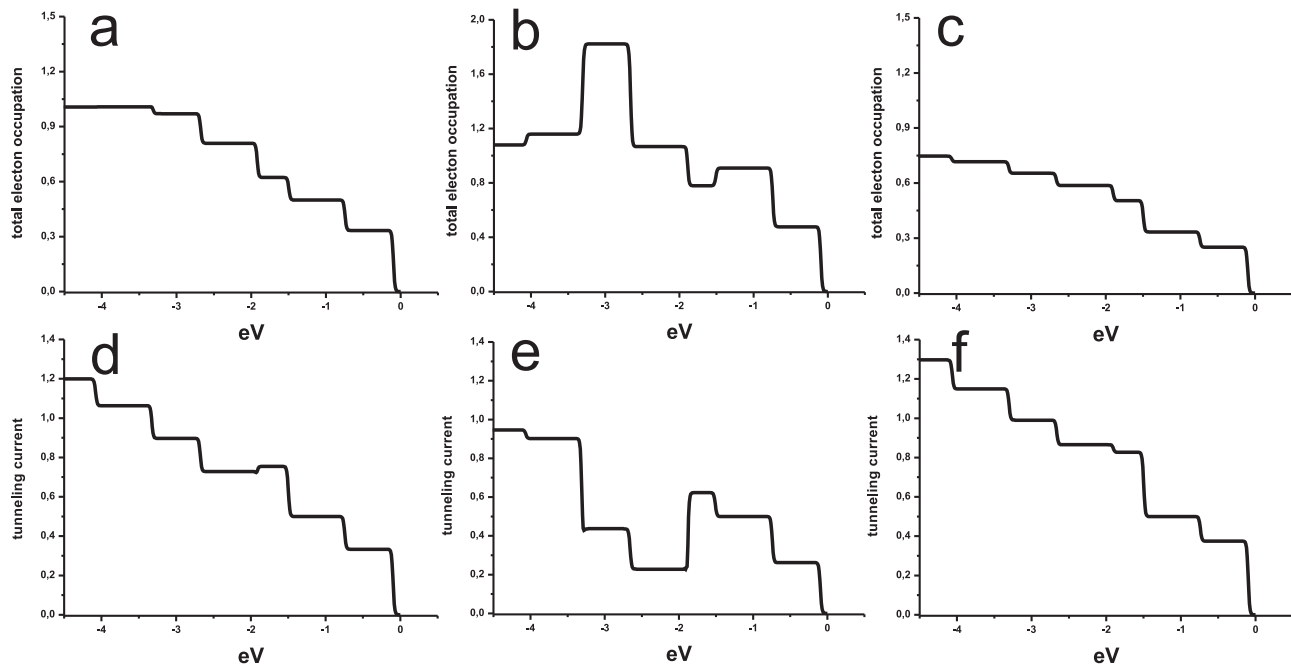 a
1,5
1,2
0,9
0,6
0,3
0,0
total electon occupation
-4 -3 -2 -1 0
eV
b
2,0
1,6
1,2
0,8
0,4
0,0
total electon occupation
-4 -3 -2 -1 0
eV
c
1,5
1,2
0,9
0,6
0,3
0,0
total electon occupation
-4 -3 -2 -1 0
eV
d
1,4
1,2
1,0
0,8
0,6
0,4
0,2
0,0
tunneling current
-4 -3 -2 -1 0
eV
e
1,4
1,2
1,0
0,8
0,6
0,4
0,2
0,0
tunneling current
-4 -3 -2 -1 0
eV
f
1,4
1,2
1,0
0,8
0,6
0,4
0,2
0,0
tunneling current
-4 -3 -2 -1 0
eV